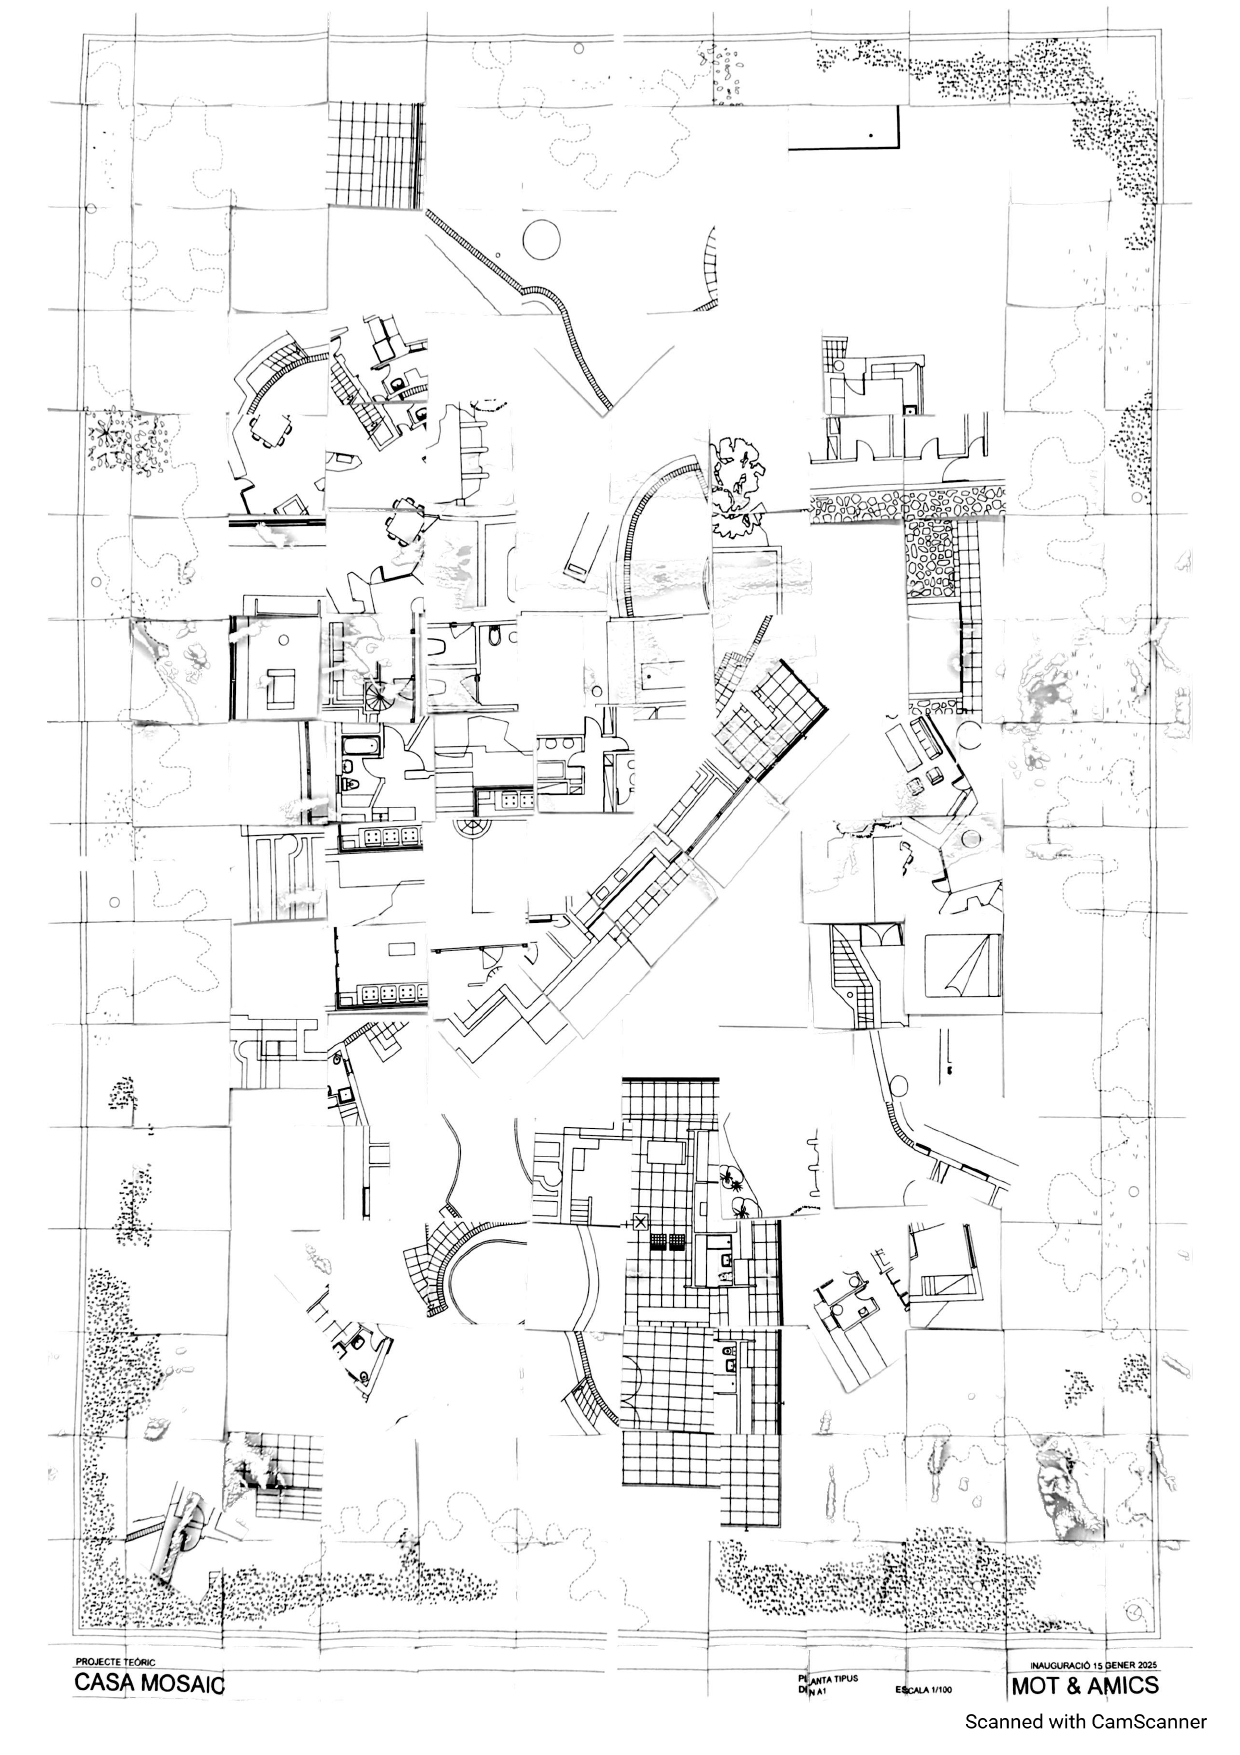 PROJECTE TEÒRIC
CASA MOSAIC
PLANTA TIPUS
DIN A1
ESCALA 1/100
INAUGURACIÓ 15 GENER 2025
MOT & AMICS
Scanned with CamScanner